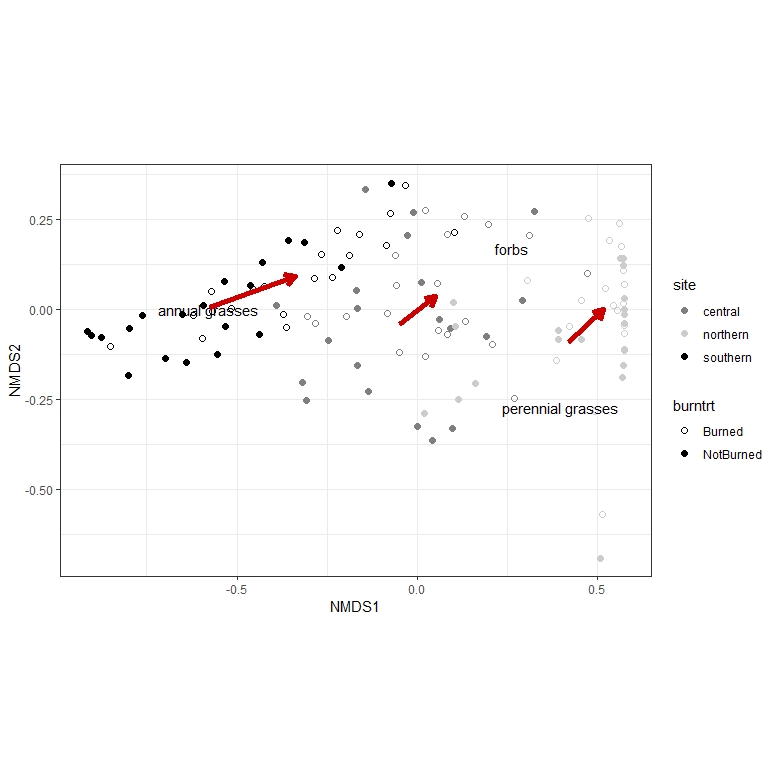 0.25
0.00
-0.25
-0.50
NMDS2
-0.5
0.0
0.5
NMDS1
forbs
annual grasses
perennial grasses
site
central
northern
southern
burntrt
Burned
NotBurned